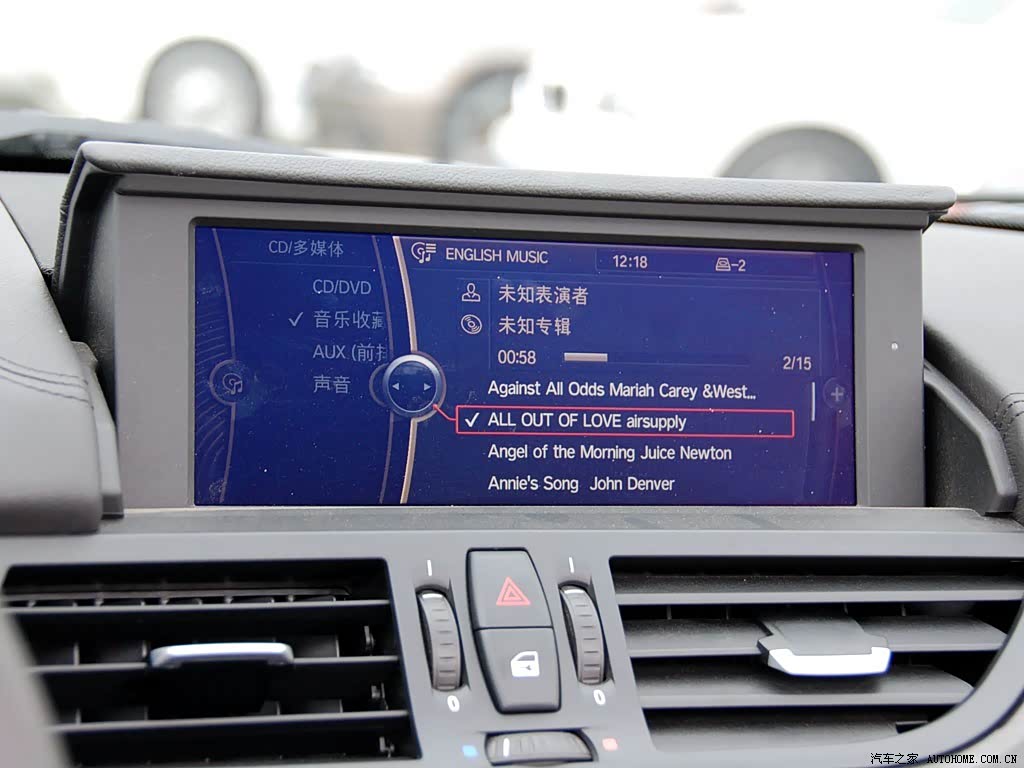 CD/多媒体
CD/DVD
✓ 音乐收藏
AUX (前排
声音
ENGLISH MUSIC
12:18
-2
未知表演者
未知专辑
00:58
2/15
Against All Odds Mariah Carey &West...
✓ ALL OUT OF LOVE airsupply
Angel of the Morning Juice Newton
Annie's Song John Denver
0
0
汽车之家 AUTOHOME.COM.CN